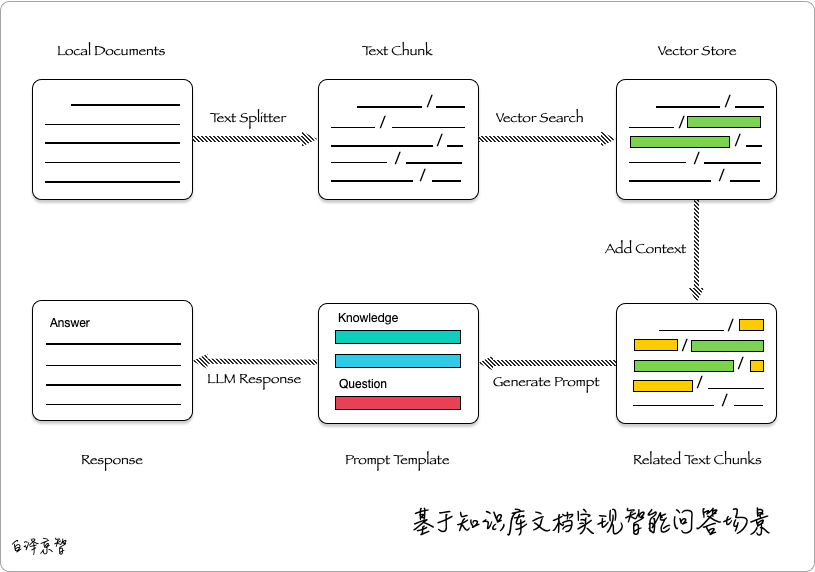 Local Documents
Text Chunk
Vector Store
Text Splitter
Vector Search
Add Context
Answer
Knowledge
Question
LLM Response
Generate Prompt
Response
Prompt Template
Related Text Chunks
基于知识库文档实现智能问答场景
白泽京智